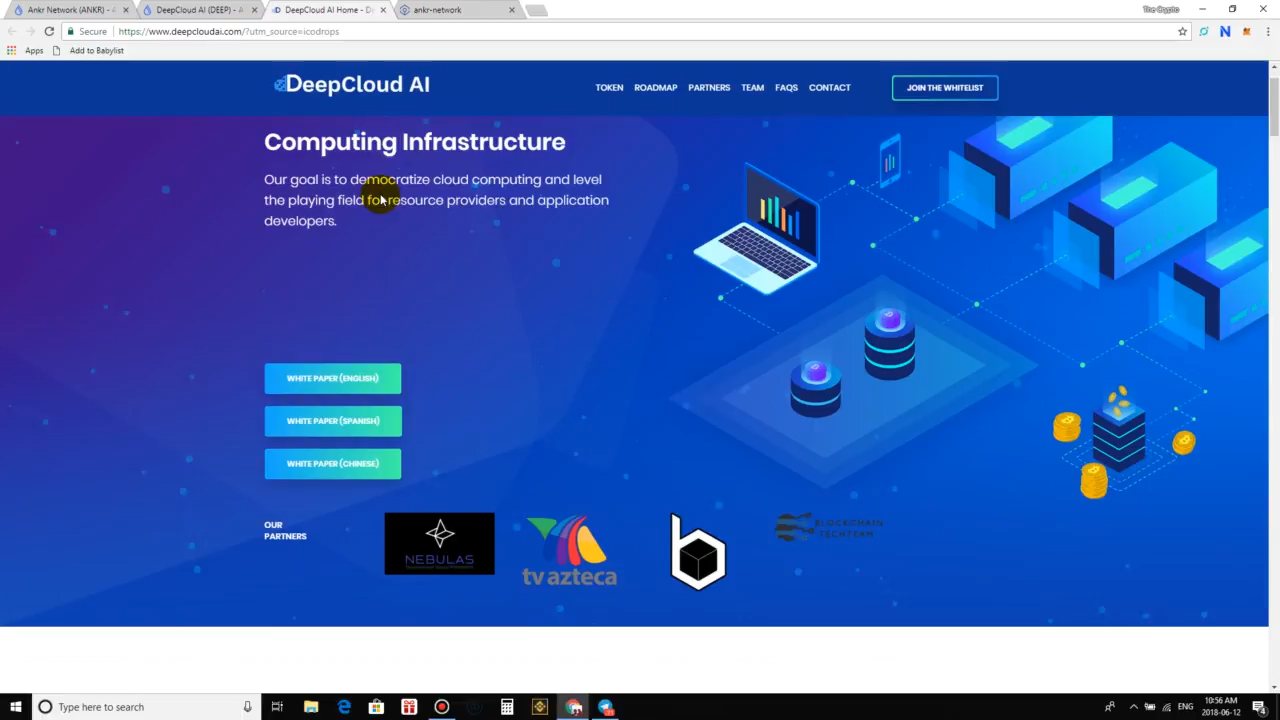 Ankr Network (ANKR) - A
DeepCloud AI (DEEP) - A
DeepCloud AI Home - De
ankr-network
The Crypto
Secure
https://www.deepcloudai.com/?utm_source=icodrops
Apps
Add to Babylist
DeepCloud AI
TOKEN
ROADMAP
PARTNERS
TEAM
FAQS
CONTACT
JOIN THE WHITELIST
Computing Infrastructure
Our goal is to democratize cloud computing and level
the playing field for resource providers and application
developers.
WHITE PAPER (ENGLISH)
WHITE PAPER (SPANISH)
WHITE PAPER (CHINESE)
OUR
PARTNERS
NEBULAS
tv azteca
BLOCKCHAIN
TECHTEAM
Type here to search
10:56 AM
2018-06-12